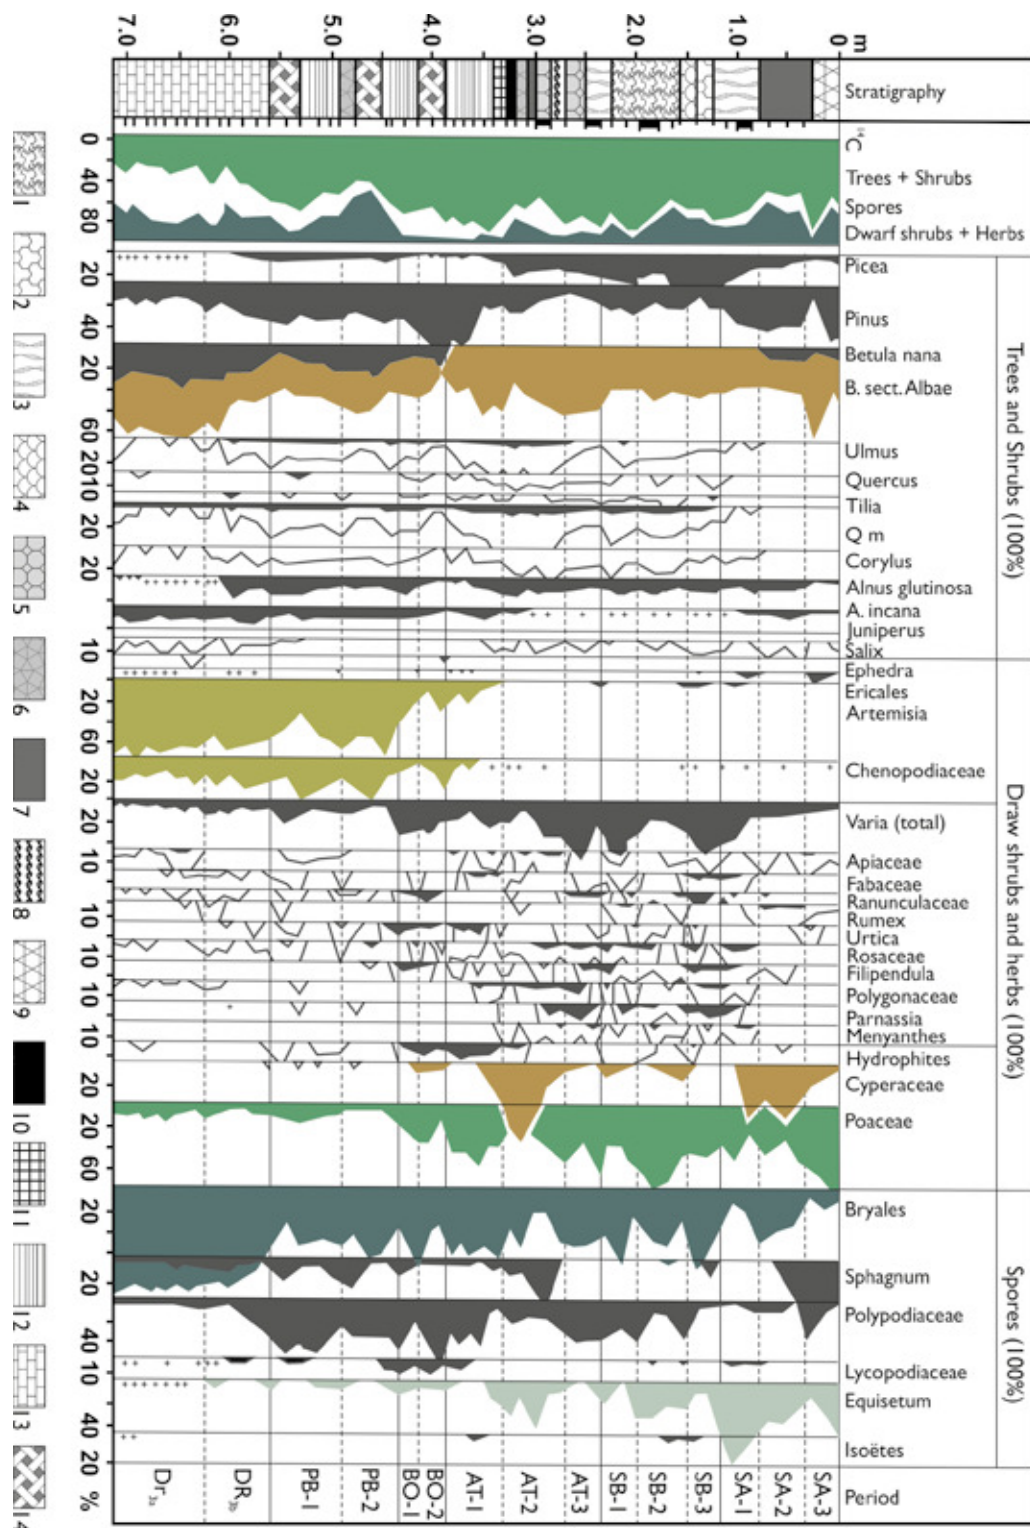 0 m
1.0
2.0
3.0
4.0
5.0
6.0
7.0
Stratigraphy
¹⁴C
Trees + Shrubs
Spores
Dwarf shrubs + Herbs
0
40
80
Trees and Shrubs (100%)
Picea
20
Pinus
40
Betula nana
20
B. sect. Albae
60
Ulmus
20
Quercus
10
Tilia
Q m
20
Corylus
20
Alnus glutinosa
A. incana
Juniperus
Salix
10
Draw shrubs and herbs (100%)
Ephedra
Ericales
Artemisia
20
60
Chenopodiaceae
20
Varia (total)
20
Apiaceae
10
Fabaceae
Ranunculaceae
Rumex
10
Urtica
Rosaceae
10
Filipendula
Polygonaceae
10
Parnassia
Menyanthes
10
Hydrophites
Cyperaceae
20
Poaceae
20
60
Spores (100%)
Bryales
20
Sphagnum
20
Polypodiaceae
40
Lycopodiaceae
10
Equisetum
40
Isoëtes
20
%
Period
SA-3
SA-2
SA-1
SB-3
SB-2
SB-1
AT-3
AT-2
AT-1
BO-2
BO-1
PB-2
PB-1
DR₃b
Dr₃a
1
2
3
4
5
6
7
8
9
10
11
12
13
14